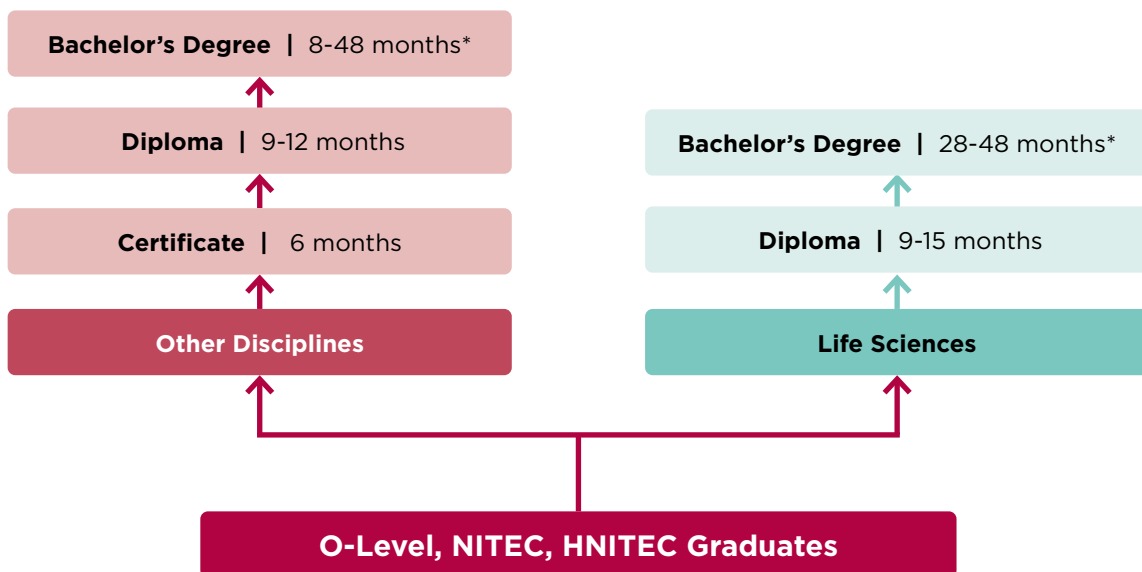 Bachelor's Degree | 8-48 months*
Diploma | 9-12 months
Certificate | 6 months
Other Disciplines
Bachelor's Degree | 28-48 months*
Diploma | 9-15 months
Life Sciences
O-Level, NITEC, HNITEC Graduates